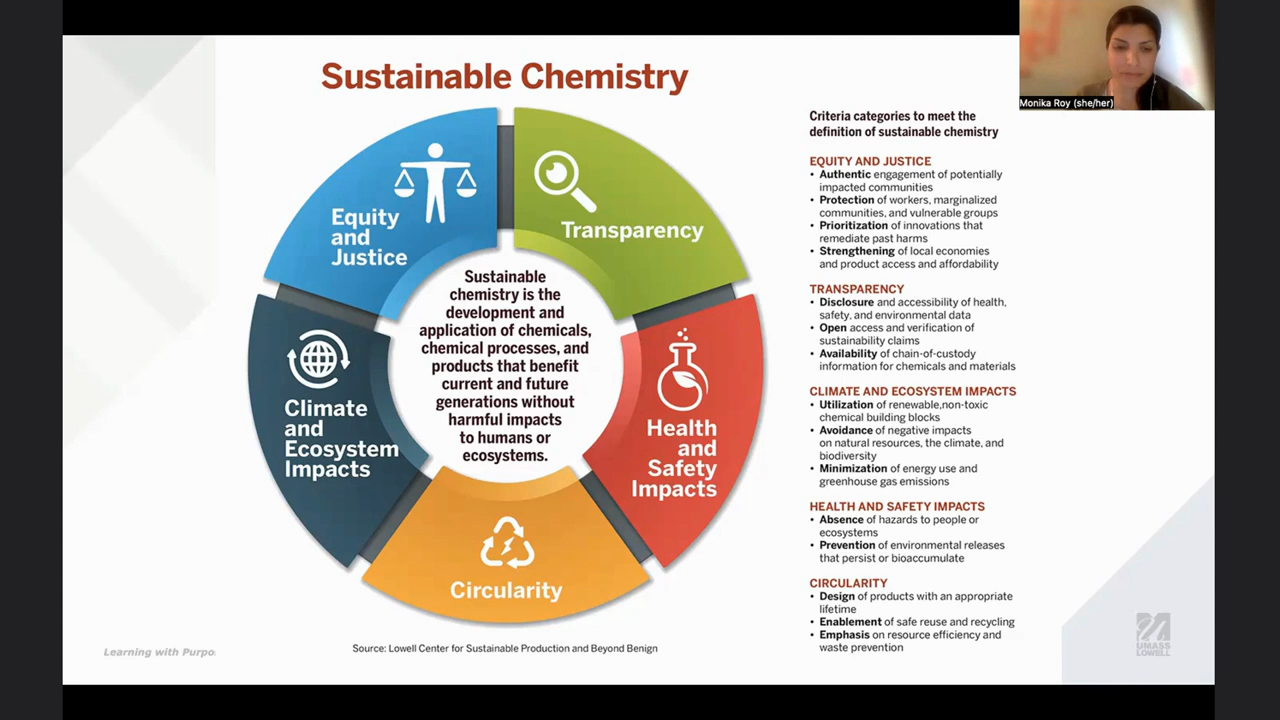 Sustainable Chemistry
Monika Roy (she/her)
Equity
and
Justice
Transparency
Climate
and
Ecosystem
Impacts
Health
and
Safety
Impacts
Circularity
Sustainable
chemistry is the
development and
application of chemicals,
chemical processes, and
products that benefit
current and future
generations without
harmful impacts
to humans or
ecosystems.
Source: Lowell Center for Sustainable Production and Beyond Benign
Criteria categories to meet the
definition of sustainable chemistry
EQUITY AND JUSTICE
• Authentic engagement of potentially
impacted communities
• Protection of workers, marginalized
communities, and vulnerable groups
• Prioritization of innovations that
remediate past harms
• Strengthening of local economies
and product access and affordability
TRANSPARENCY
• Disclosure and accessibility of health,
safety, and environmental data
• Open access and verification of
sustainability claims
• Availability of chain-of-custody
information for chemicals and materials
CLIMATE AND ECOSYSTEM IMPACTS
• Utilization of renewable,non-toxic
chemical building blocks
• Avoidance of negative impacts
on natural resources, the climate, and
biodiversity
• Minimization of energy use and
greenhouse gas emissions
HEALTH AND SAFETY IMPACTS
• Absence of hazards to people or
ecosystems
• Prevention of environmental releases
that persist or bioaccumulate
CIRCULARITY
• Design of products with an appropriate
lifetime
• Enablement of safe reuse and recycling
• Emphasis on resource efficiency and
waste prevention
Learning with Purpo
UMASS
LOWELL